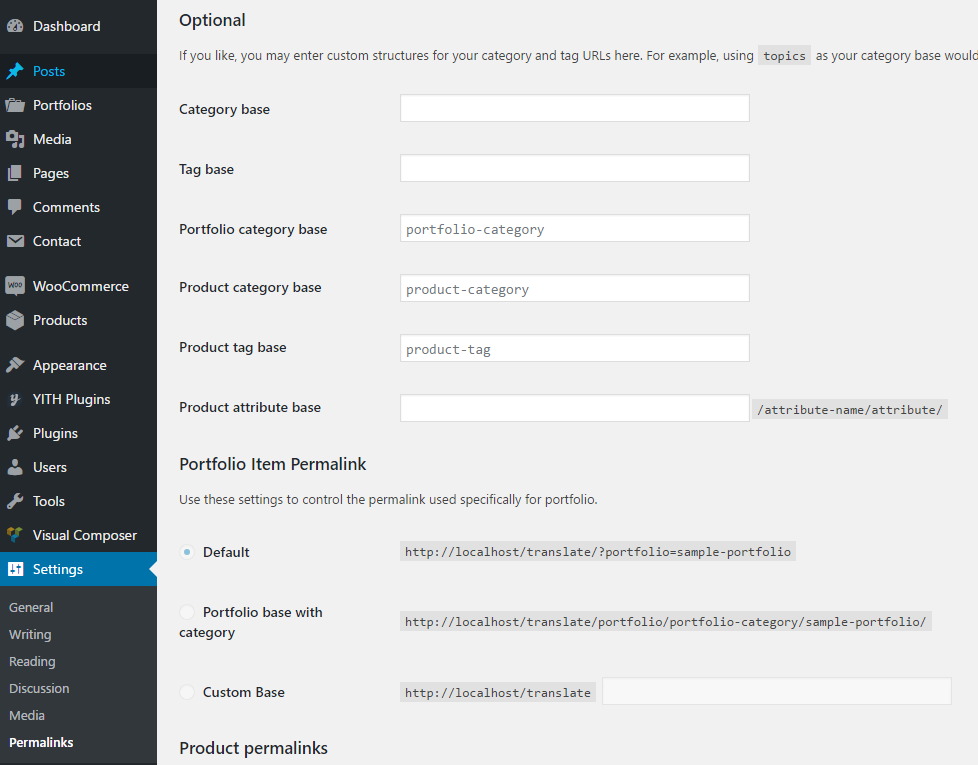 Dashboard
Posts
Portfolios
Media
Pages
Comments
Contact
WOO
WooCommerce
Products
Appearance
YITH Plugins
Plugins
Users
Tools
Visual Composer
Settings
General
Writing
Reading
Discussion
Media
Permalinks
Optional
If you like, you may enter custom structures for your category and tag URLs here. For example, using topics as your category base would
Category base
Tag base
Portfolio category base
portfolio-category
Product category base
product-category
Product tag base
product-tag
Product attribute base
/attribute-name/attribute/
Portfolio Item Permalink
Use these settings to control the permalink used specifically for portfolio.
Default
http://localhost/translate/?portfolio=sample-portfolio
Portfolio base with
category
http://localhost/translate/portfolio/portfolio-category/sample-portfolio/
Custom Base
http://localhost/translate
Product permalinks